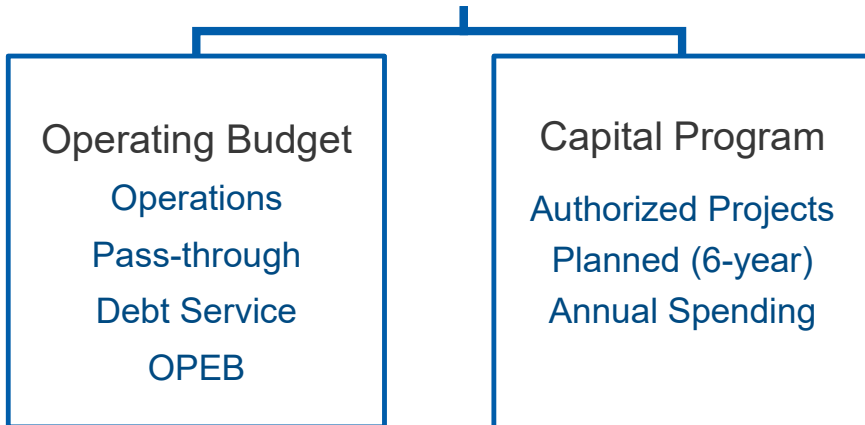 Operating Budget
Operations
Pass-through
Debt Service
OPEB
Capital Program
Authorized Projects
Planned (6-year)
Annual Spending